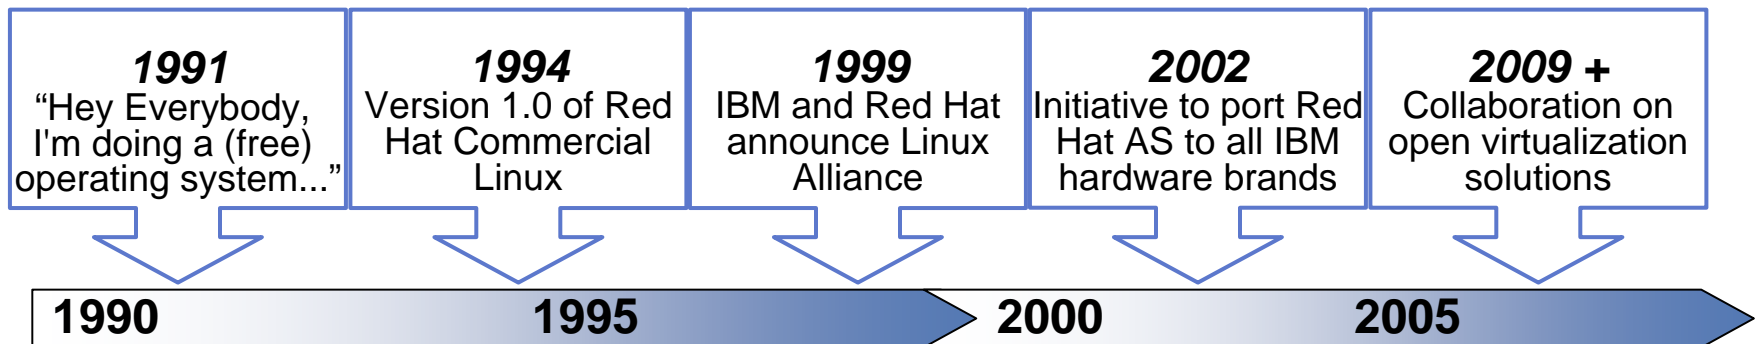 1991
“Hey Everybody,
I'm doing a (free)
operating system...”
1994
Version 1.0 of Red
Hat Commercial
Linux
1999
IBM and Red Hat
announce Linux
Alliance
2002
Initiative to port Red
Hat AS to all IBM
hardware brands
2009 +
Collaboration on
open virtualization
solutions
1990 1995 2000 2005